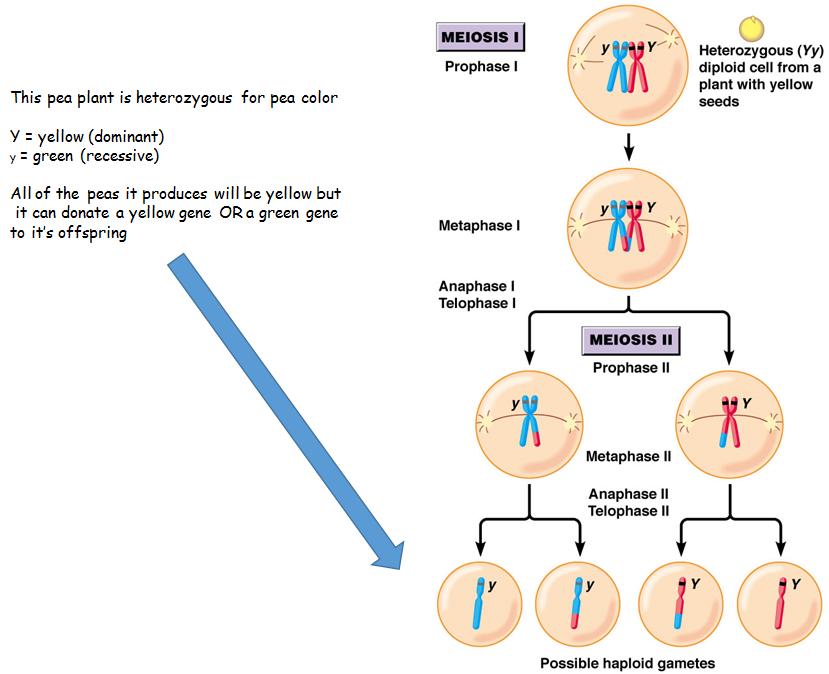 This pea plant is heterozygous for pea color
Y = yellow (dominant)
y = green (recessive)
All of the peas it produces will be yellow but
it can donate a yellow gene OR a green gene
to it's offspring
MEIOSIS I
Prophase I
y Y
Heterozygous (Yy)
diploid cell from a
plant with yellow
seeds
Metaphase I
y Y
Anaphase I
Telophase I
MEIOSIS II
Prophase II
y
Y
Metaphase II
Anaphase II
Telophase II
y
y
Y
Y
Possible haploid gametes